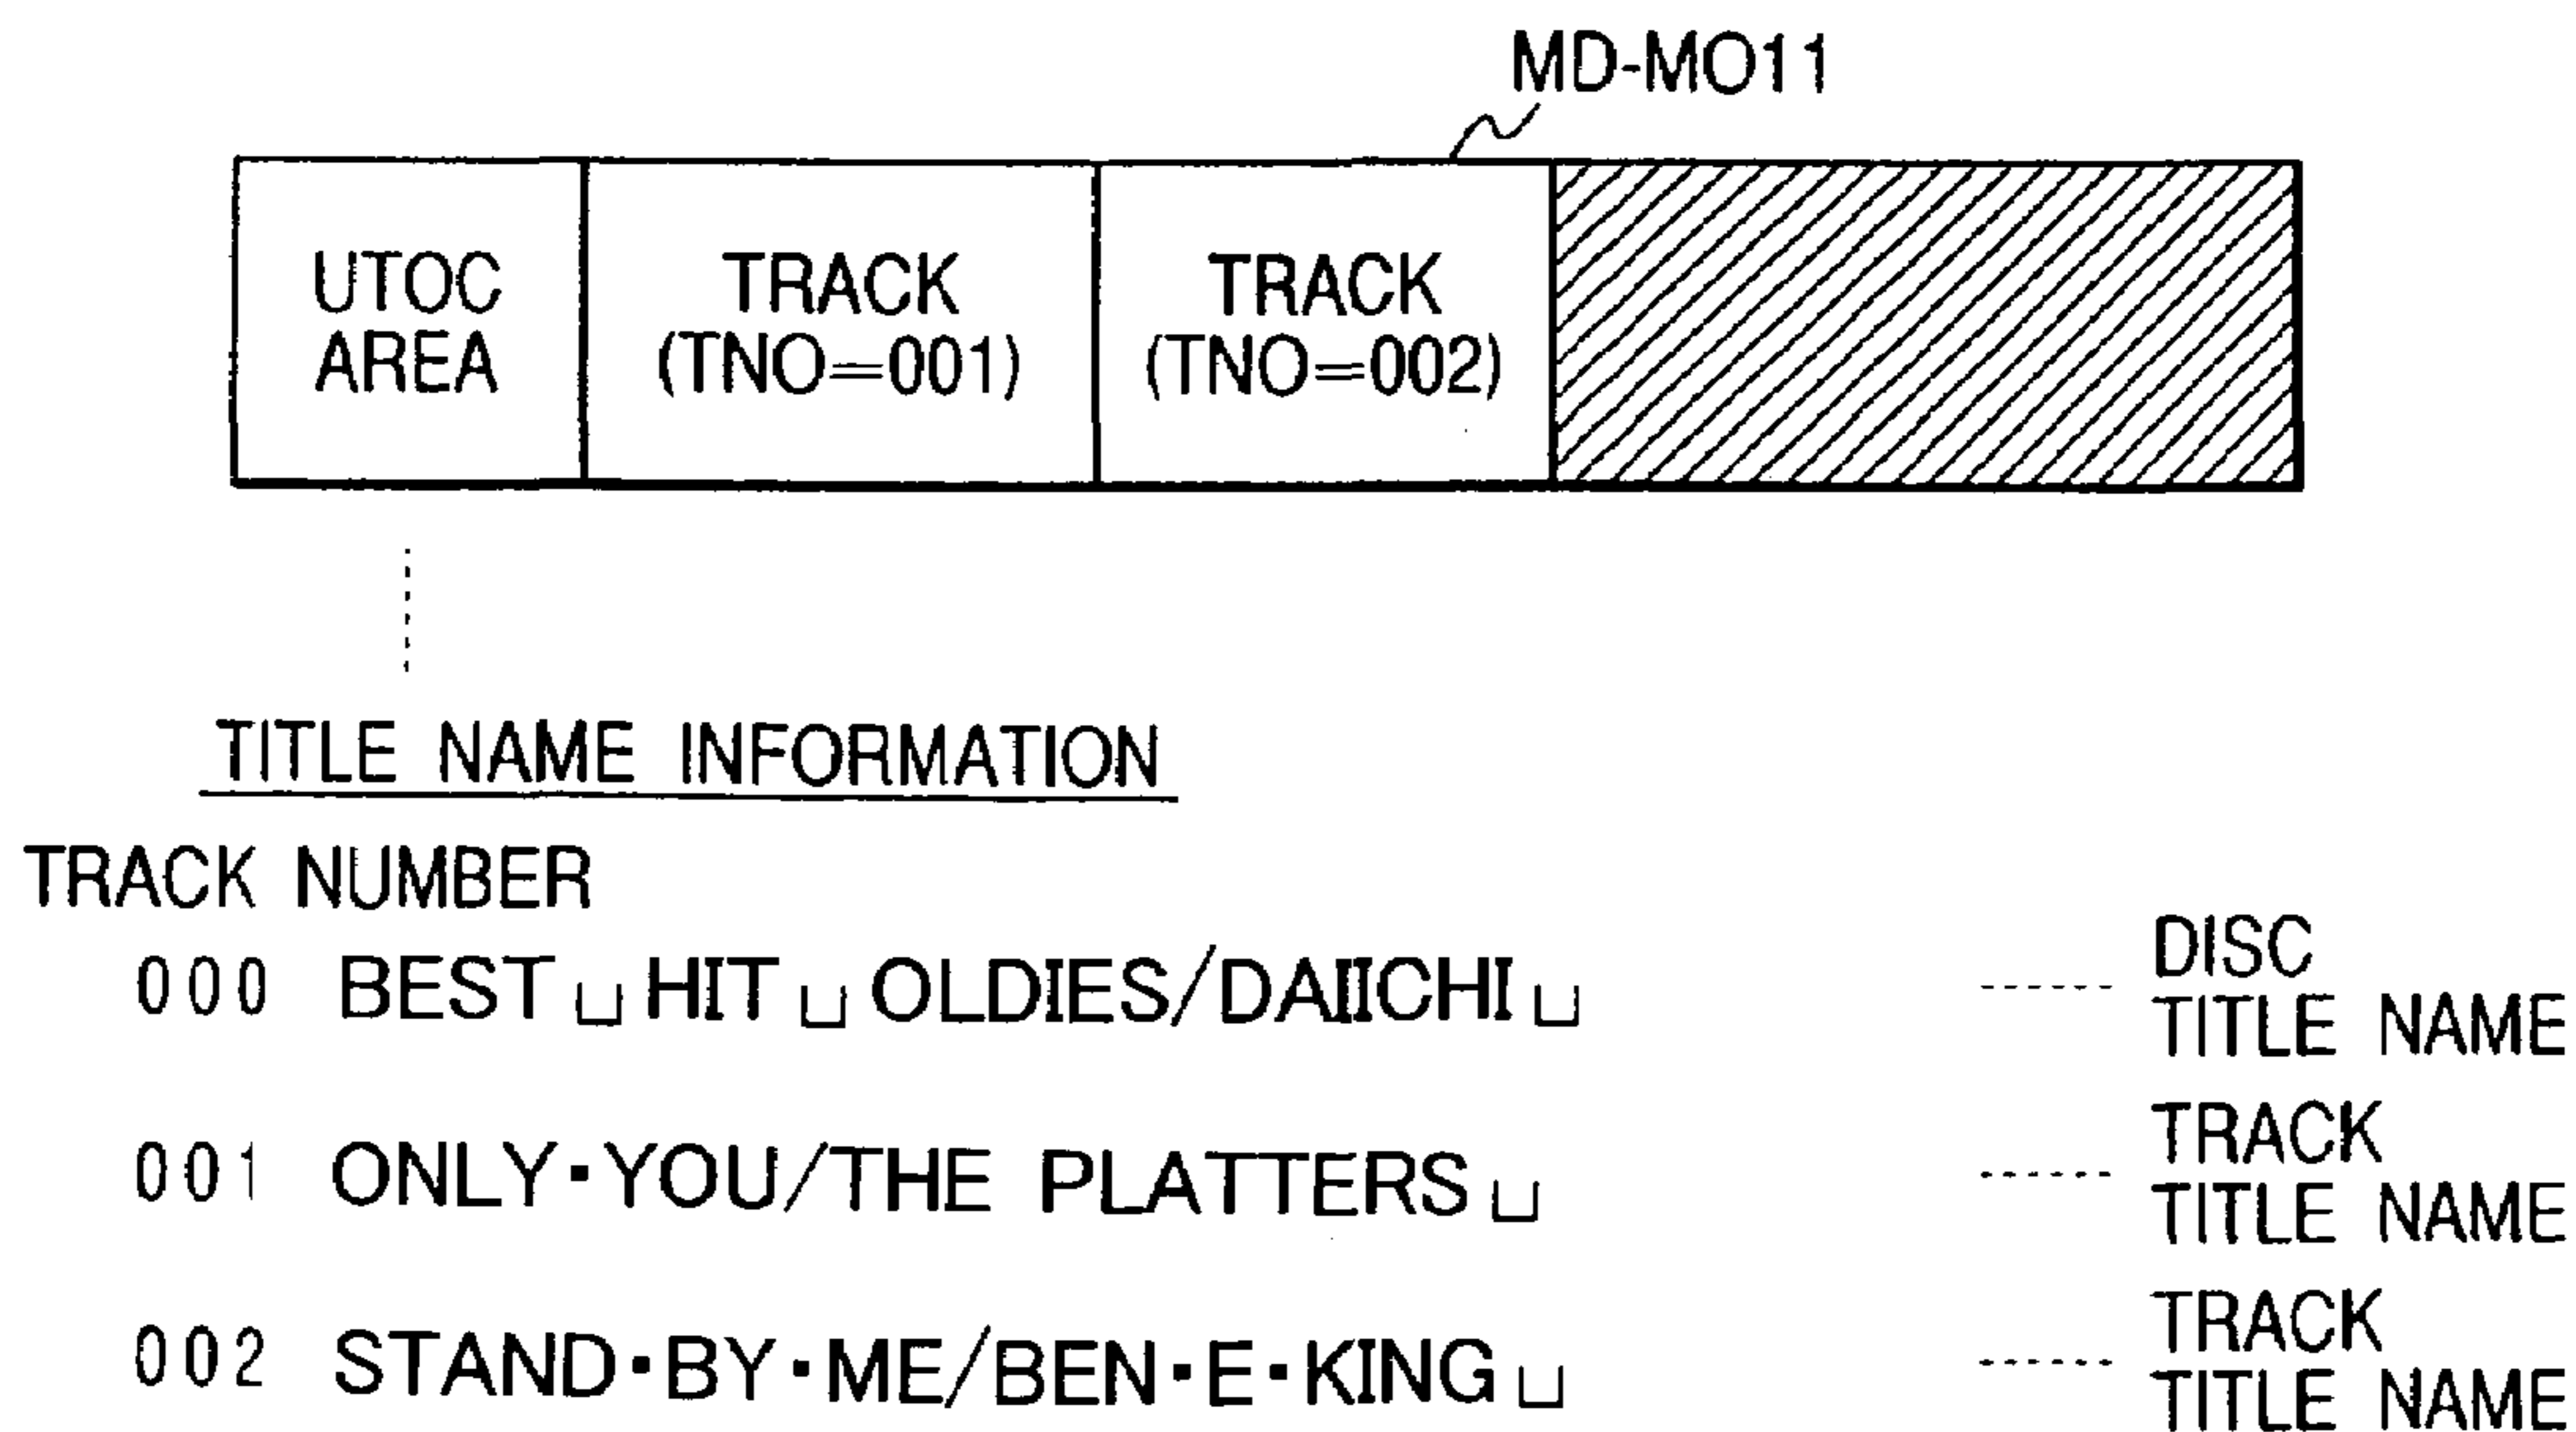 MD-MO11
UTOC
AREA
TRACK
(TNO=001)
TRACK
(TNO=002)
TITLE NAME INFORMATION
TRACK NUMBER
000 BEST␣HIT␣OLDIES/DAIICHI␣
DISC
TITLE NAME
001 ONLY·YOU/THE PLATTERS␣
TRACK
TITLE NAME
002 STAND·BY·ME/BEN·E·KING␣
TRACK
TITLE NAME